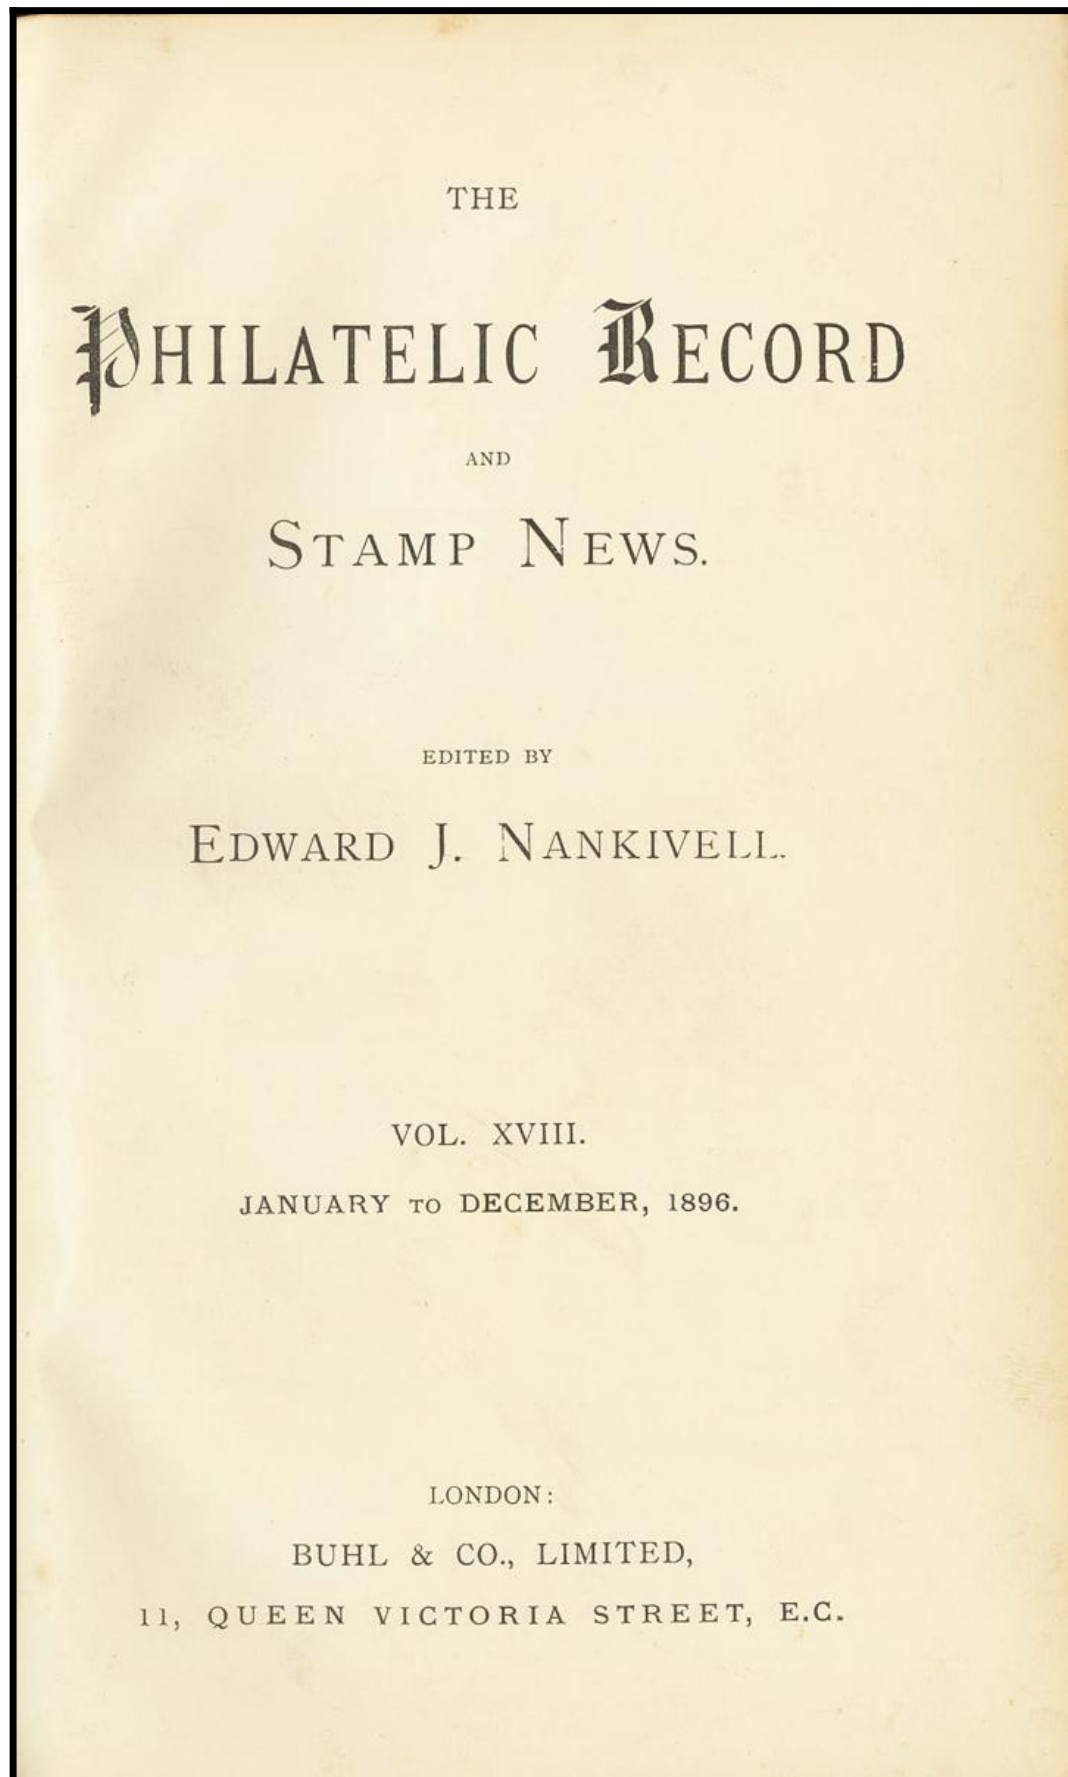 THE
PHILATELIC RECORD
AND
STAMP NEWS.
EDITED BY
EDWARD J. NANKIVELL.
VOL. XVIII.
JANUARY TO DECEMBER, 1896.
LONDON:
BUHL & CO., LIMITED,
11, QUEEN VICTORIA STREET, E.C.